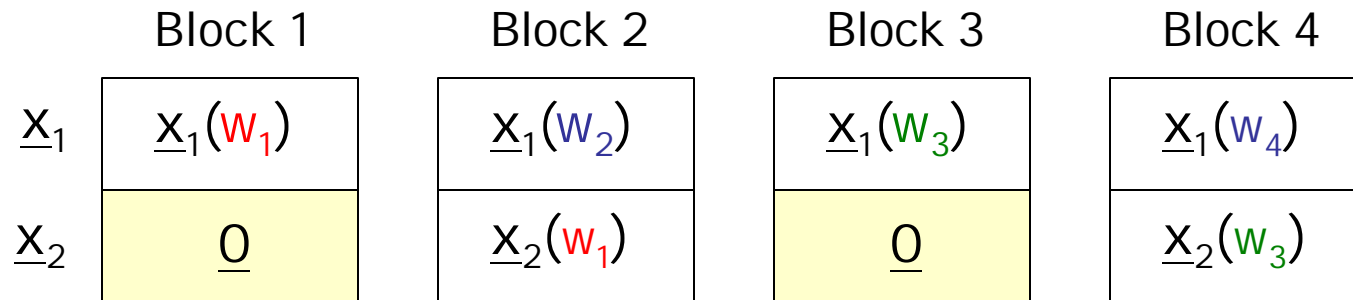 Block 1 Block 2 Block 3 Block 4
x₁ x₁(w₁) x₁(w₂) x₁(w₃) x₁(w₄)
x₂ 0 x₂(w₁) 0 x₂(w₃)